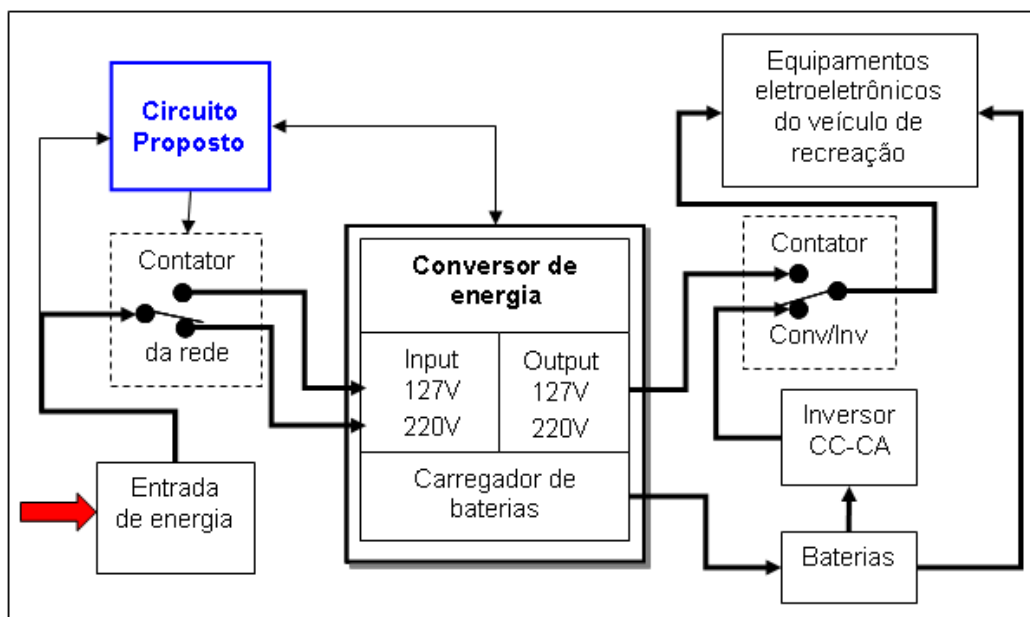 Circuito
Proposto
Equipamentos
eletroeletrônicos
do veículo de
recreação
Contator
da rede
Conversor de
energia
Input
127V
220V
Output
127V
220V
Carregador de
baterias
Contator
Conv/Inv
Inversor
CC-CA
Entrada
de energia
Baterias